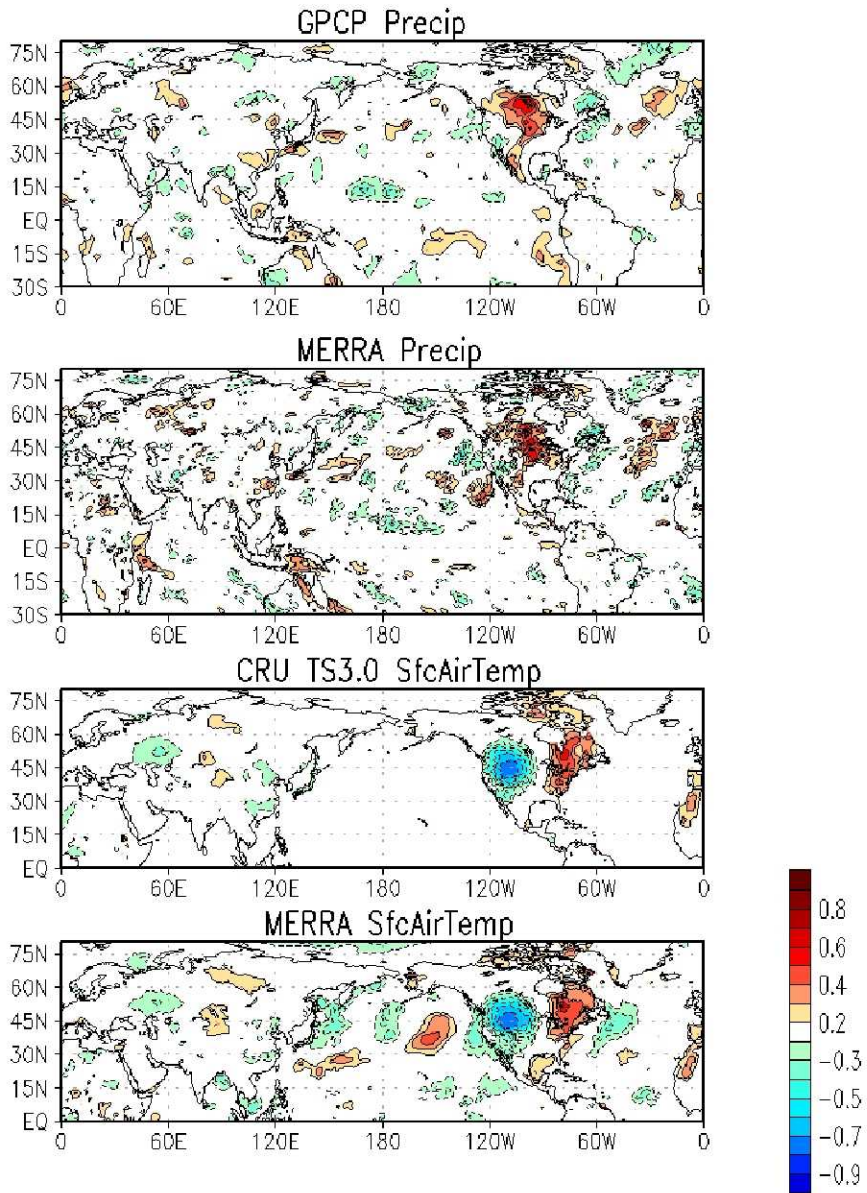 GPCP Precip
75N
60N
45N
30N
15N
EQ
15S
30S
0 60E 120E 180 120W 60W 0
MERRA Precip
75N
60N
45N
30N
15N
EQ
15S
30S
0 60E 120E 180 120W 60W 0
CRU TS3.0 SfcAirTemp
75N
60N
45N
30N
15N
EQ
0 60E 120E 180 120W 60W 0
MERRA SfcAirTemp
75N
60N
45N
30N
15N
EQ
0 60E 120E 180 120W 60W 0
0.8
0.6
0.4
0.2
-0.3
-0.5
-0.7
-0.9